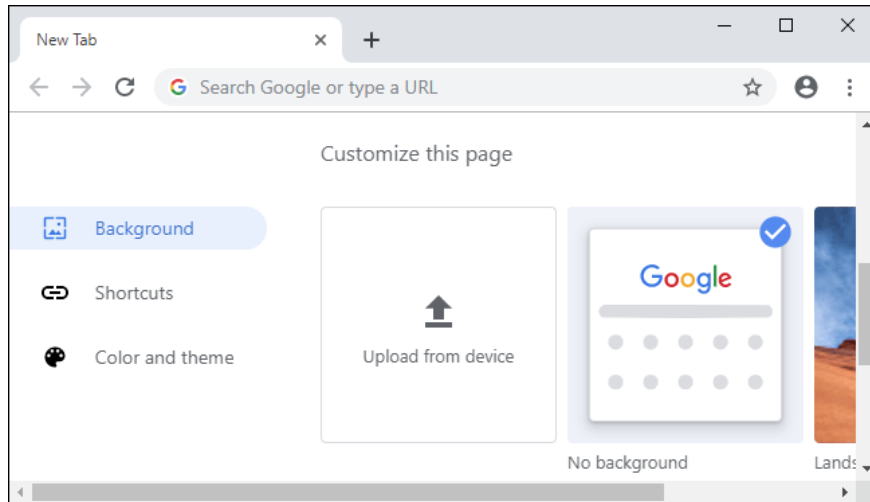 New Tab
Search Google or type a URL
Customize this page
Background
Shortcuts
Color and theme
Upload from device
Google
No background
Lands